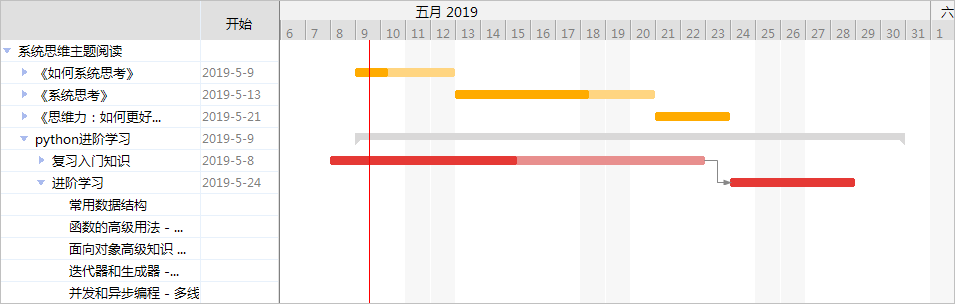 开始 五月 2019 六
6 7 8 9 10 11 12 13 14 15 16 17 18 19 20 21 22 23 24 25 26 27 28 29 30 31 1
系统思维主题阅读
《如何系统思考》 2019-5-9
《系统思考》 2019-5-13
《思维力：如何更好... 2019-5-21
python进阶学习 2019-5-9
复习入门知识 2019-5-8
进阶学习 2019-5-24
常用数据结构
函数的高级用法 - ...
面向对象高级知识 ...
迭代器和生成器 -...
并发和异步编程 - 多线